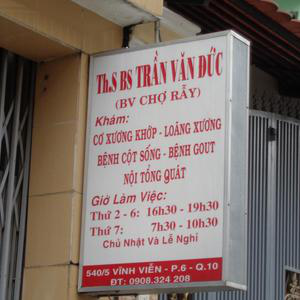 Th.S BS TRẦN VĂN ĐỨC
(BV CHỢ RẪY)
Khám:
CƠ XƯƠNG KHỚP - LOÃNG XƯƠNG
BỆNH CỘT SỐNG - BỆNH GOUT
NỘI TỔNG QUÁT
Giờ Làm Việc:
Thứ 2 - 6: 16h30 - 19h30
Thứ 7: 7h30 - 10h30
Chủ Nhật Và Lễ Nghỉ
540/5 VĨNH VIỄN - P.6 - Q.10
ĐT: 0908.324 208